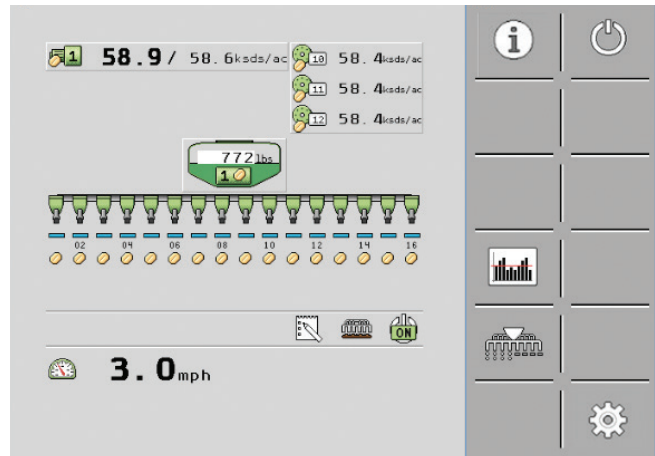 1 58.9/ 58.6ksds/ac
10 58.4ksds/ac
11 58.4ksds/ac
12 58.4ksds/ac
772lbs
1
02 04 06 08 10 12 14 16
ON
3.0mph
i